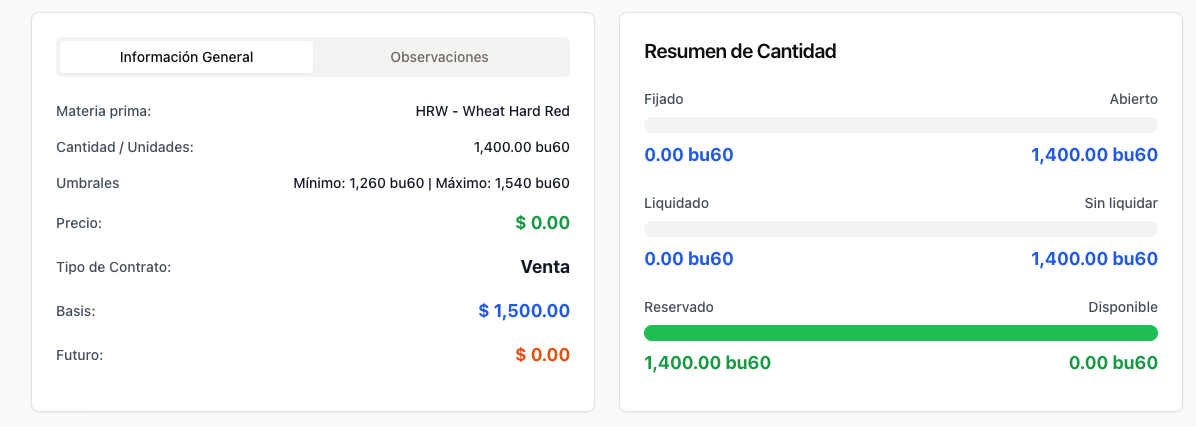 Información General
Observaciones
Materia prima:
HRW - Wheat Hard Red
Cantidad / Unidades:
1,400.00 bu60
Umbrales
Mínimo: 1,260 bu60 | Máximo: 1,540 bu60
Precio:
$ 0.00
Tipo de Contrato:
Venta
Basis:
$ 1,500.00
Futuro:
$ 0.00
Resumen de Cantidad
Fijado
Abierto
0.00 bu60
1,400.00 bu60
Liquidado
Sin liquidar
0.00 bu60
1,400.00 bu60
Reservado
Disponible
1,400.00 bu60
0.00 bu60